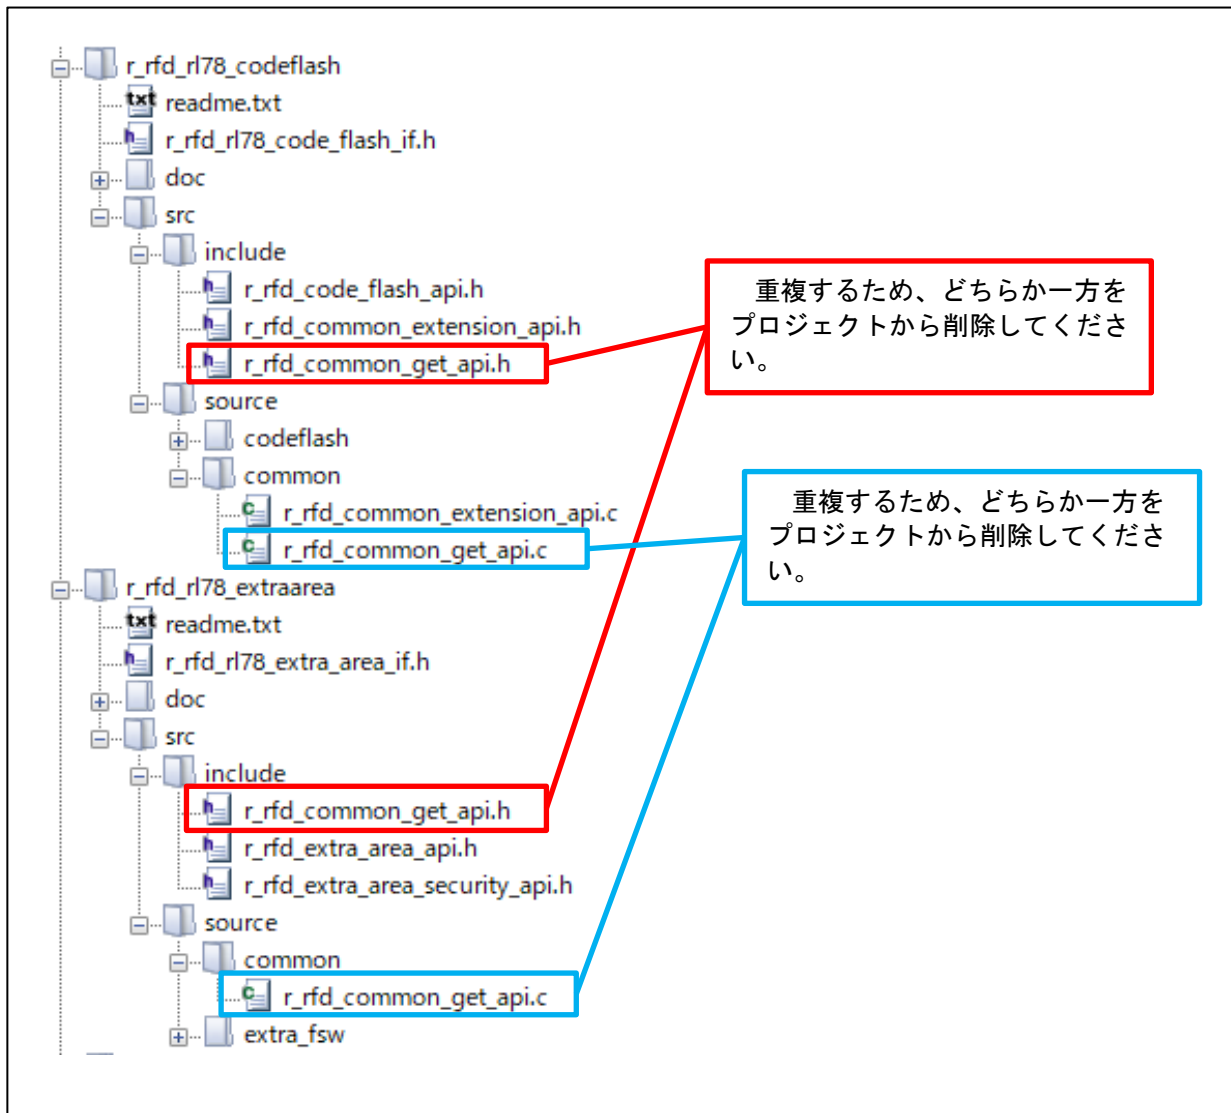 r_rfd_rl78_codeflash
readme.txt
r_rfd_rl78_code_flash_if.h
doc
src
include
r_rfd_code_flash_api.h
r_rfd_common_extension_api.h
r_rfd_common_get_api.h
source
codeflash
common
r_rfd_common_extension_api.c
r_rfd_common_get_api.c
r_rfd_rl78_extraarea
readme.txt
r_rfd_rl78_extra_area_if.h
doc
src
include
r_rfd_common_get_api.h
r_rfd_extra_area_api.h
r_rfd_extra_area_security_api.h
source
common
r_rfd_common_get_api.c
extra_fsw
重複するため、どちらか一方を
プロジェクトから削除してくださ
い。
重複するため、どちらか一方を
プロジェクトから削除してくださ
い。